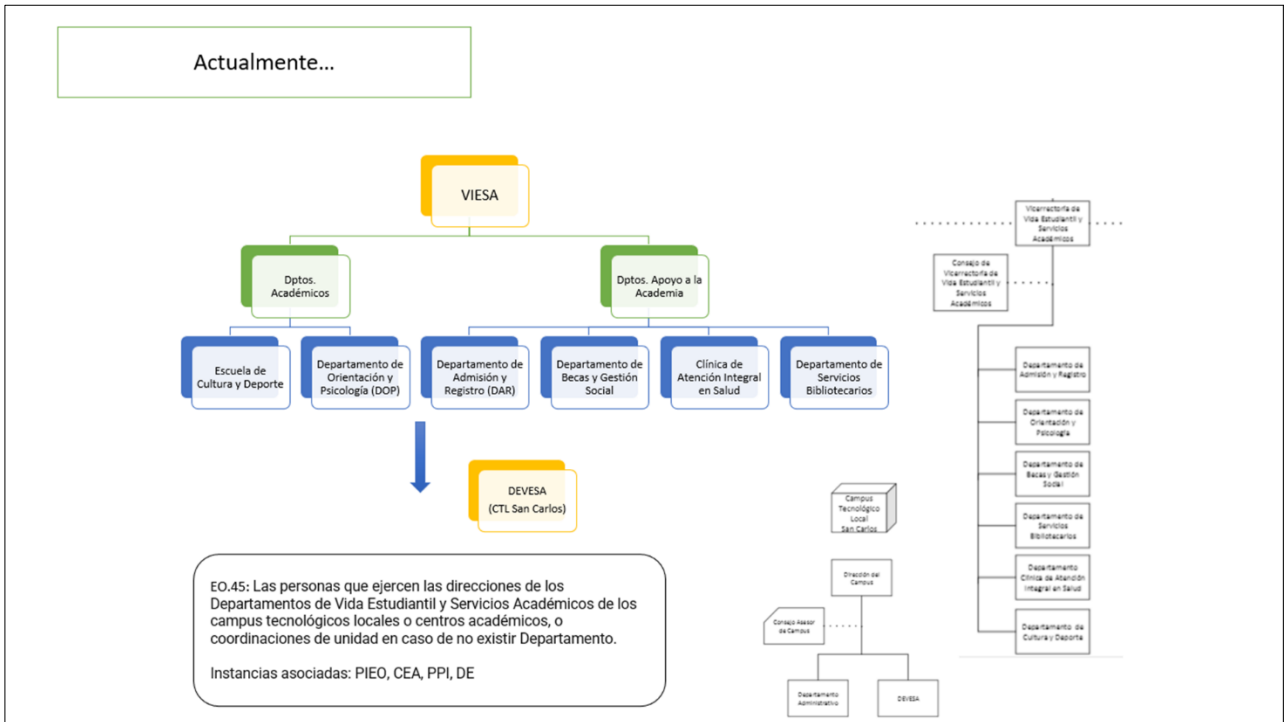 Actualmente...
VIESA
Dptos.
Académicos
Dptos. Apoyo a la
Academia
Escuela de
Cultura y Deporte
Departamento de
Orientación y
Psicología (DOP)
Departamento de
Admisión y
Registro (DAR)
Departamento de
Becas y Gestión
Social
Clínica de
Atención Integral
en Salud
Departamento de
Servicios
Bibliotecarios
DEVESA
(CTL San Carlos)
EO.45: Las personas que ejercen las direcciones de los
Departamentos de Vida Estudiantil y Servicios Académicos de los
campus tecnológicos locales o centros académicos, o
coordinaciones de unidad en caso de no existir Departamento.
Instancias asociadas: PIEO, CEA, PPI, DE
Campus
Tecnológico
Local
San Carlos
Dirección del
Campus
Consejo Asesor
de Campus
Departamento
Administrativo
DEVESA
Vicerrectoría de
Vida Estudiantil y
Servicios
Académicos
Consejo de
Vicerrectoría de
Vida Estudiantil y
Servicios
Académicos
Departamento de
Admisión y Registro
Departamento de
Orientación y
Psicología
Departamento de
Becas y Gestión
Social
Departamento de
Servicios
Bibliotecarios
Departamento
Clínica de Atención
Integral en Salud
Departamento de
Cultura y Deporte